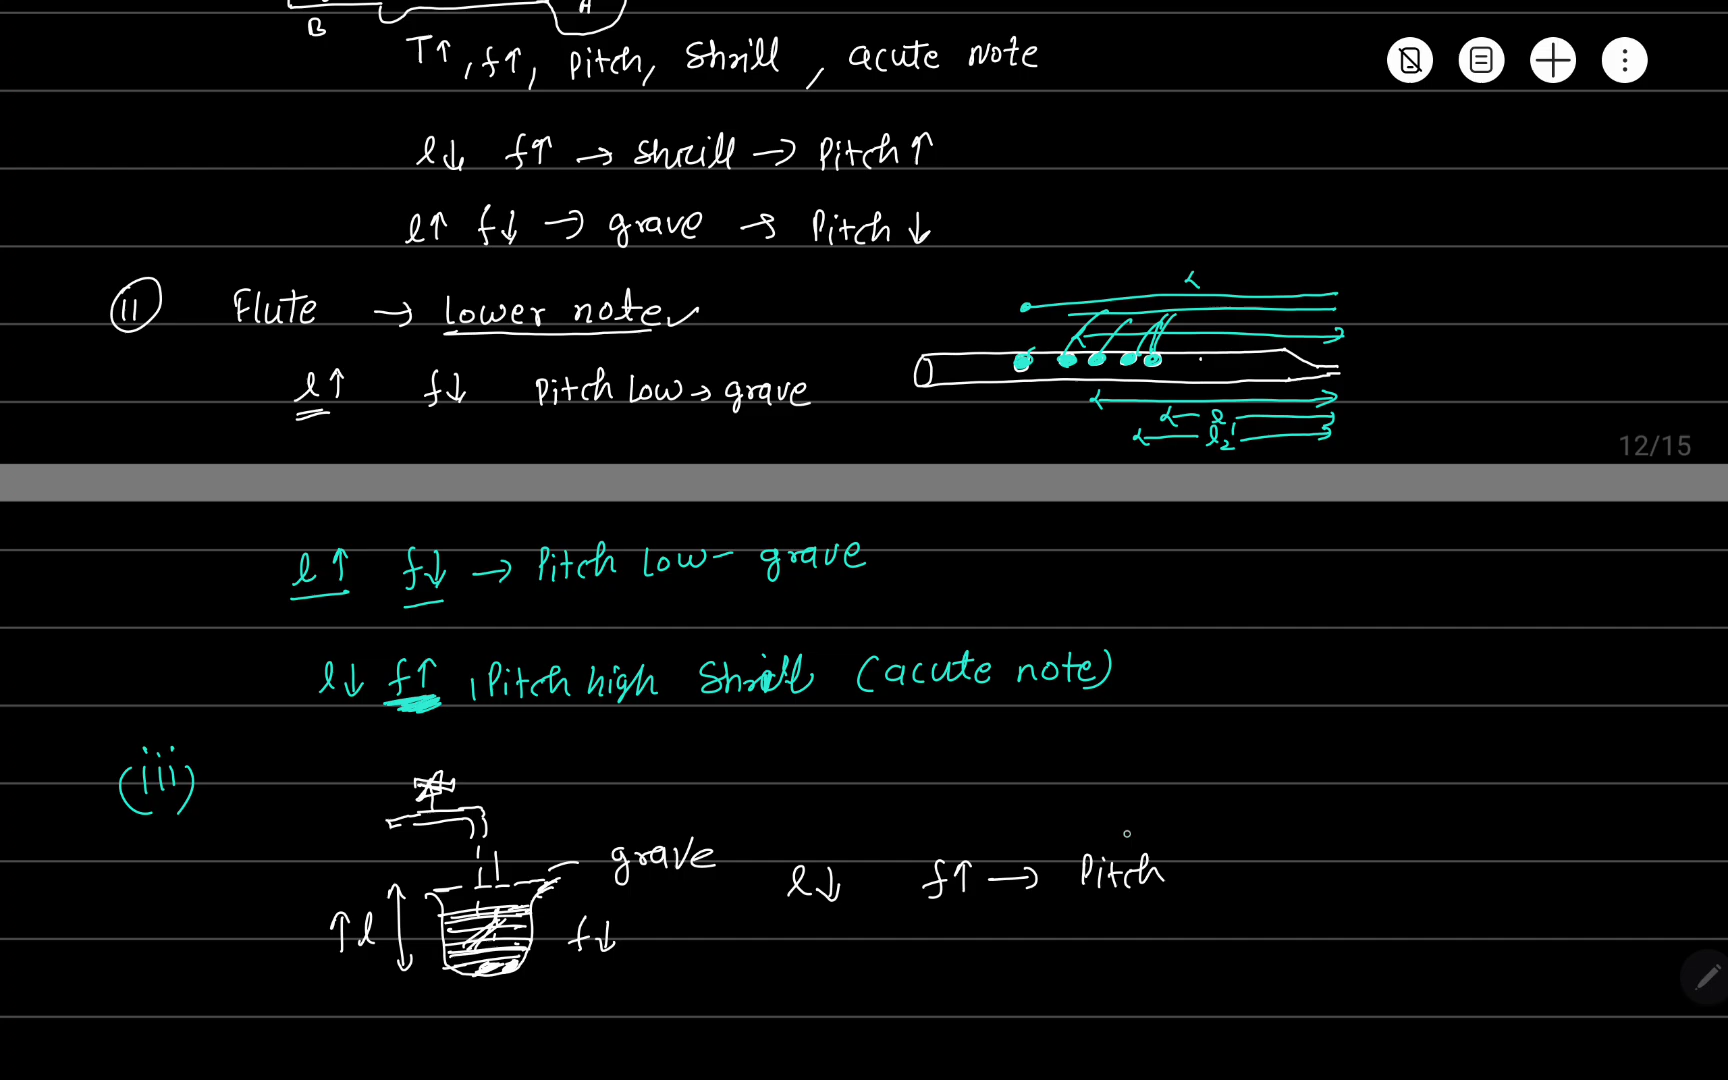 B A
T↑, f↑, Pitch, Shrill, acute note
l↓ f↑ → Shrill → Pitch↑
l↑ f↓ → grave → Pitch↓
(11) Flute → lower note ✓
l↑ f↓ Pitch Low → grave
l1
l2
12/15
l↑ f↓ → Pitch Low - grave
l↓ f↑, Pitch high Shrill (acute note)
(iii)
grave l↓ f↑ → Pitch
↑l f↓